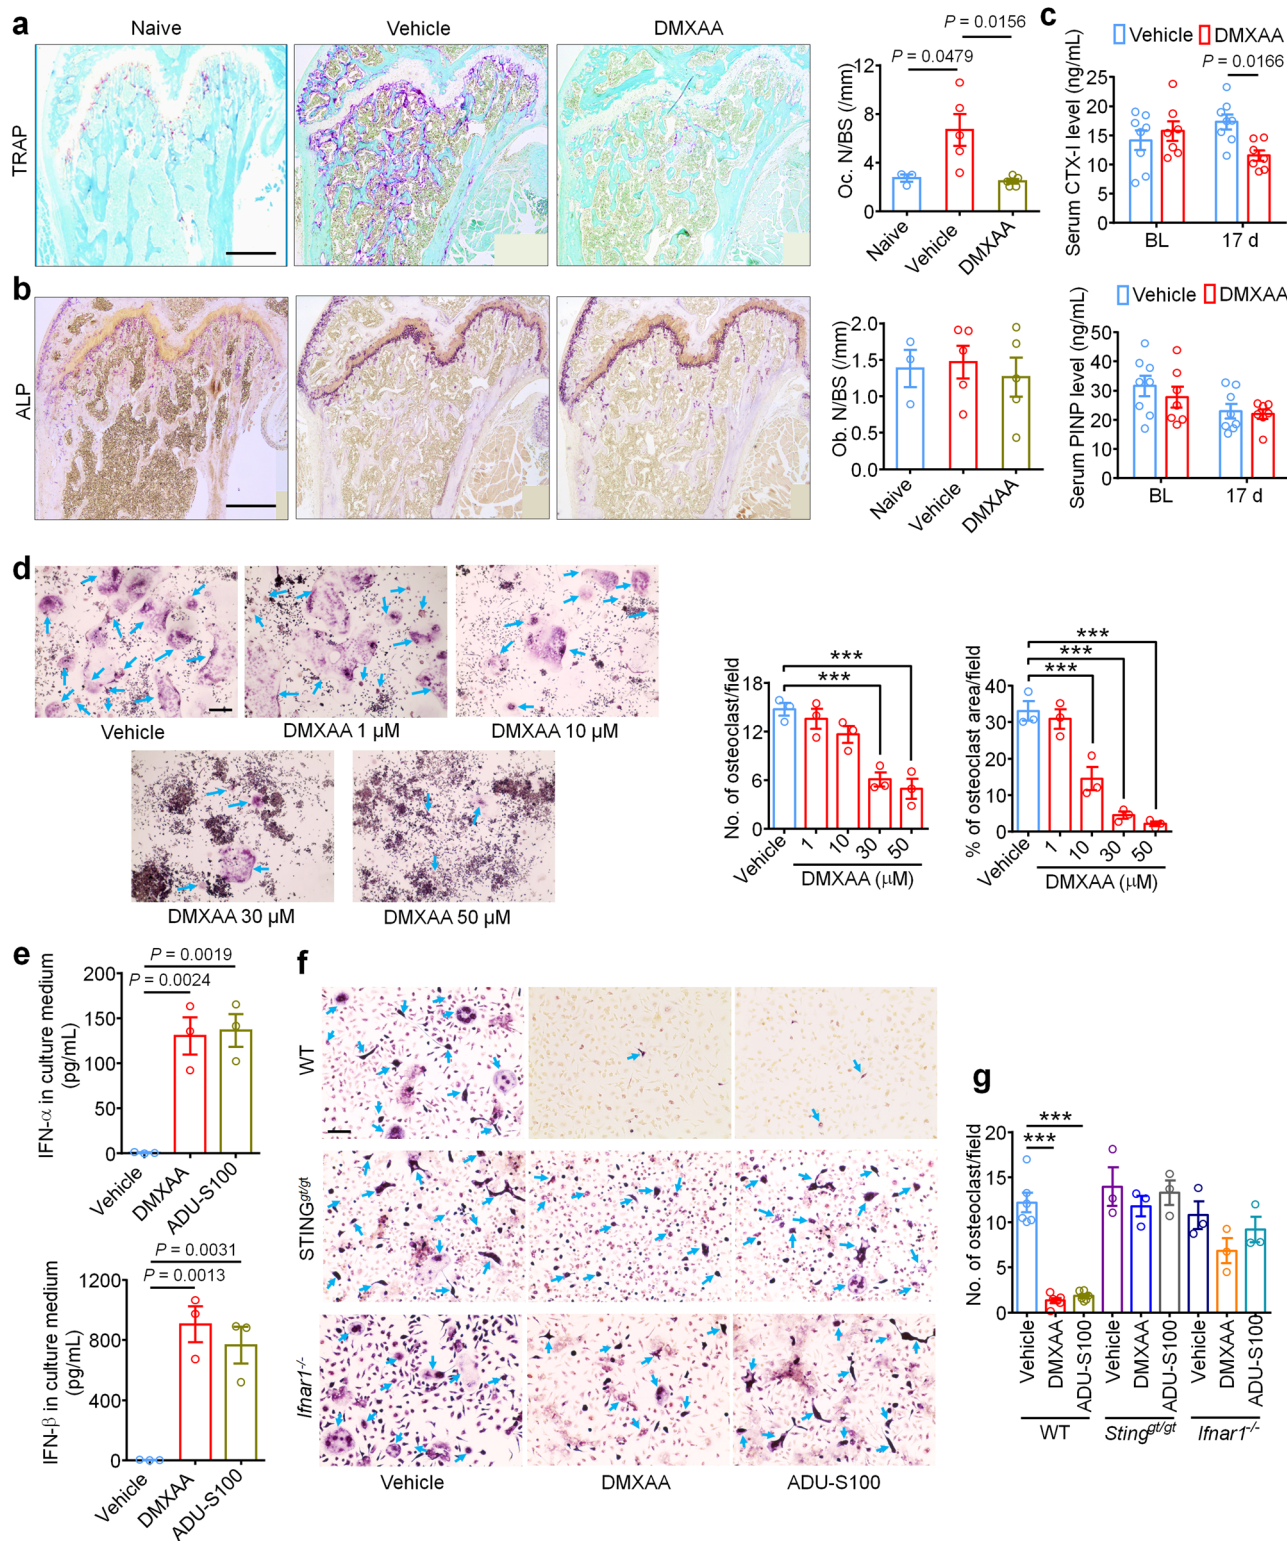 a
Naive
Vehicle
DMXAA
TRAP
Oc. N/BS (/mm)
12
8
4
0
P = 0.0156
P = 0.0479
Naive
Vehicle
DMXAA
c
Vehicle
DMXAA
P = 0.0166
Serum CTX-I level (ng/mL)
25
20
15
10
5
0
BL
17 d
b
ALP
Ob. N/BS (/mm)
2.0
1.5
1.0
0.5
0.0
Naive
Vehicle
DMXAA
Vehicle
DMXAA
Serum PINP level (ng/mL)
50
40
30
20
10
0
BL
17 d
d
Vehicle
DMXAA 1 µM
DMXAA 10 µM
DMXAA 30 µM
DMXAA 50 µM
No. of osteoclast/field
18
12
6
0
***
***
Vehicle
1
10
30
50
DMXAA (µM)
% of osteoclast area/field
40
30
20
10
0
***
***
***
Vehicle
1
10
30
50
DMXAA (µM)
e
P = 0.0019
P = 0.0024
IFN-α in culture medium
(pg/mL)
200
150
100
50
0
Vehicle
DMXAA
ADU-S100
P = 0.0031
P = 0.0013
IFN-β in culture medium
(pg/mL)
1200
800
400
0
Vehicle
DMXAA
ADU-S100
f
WT
STINGgt/gt
Ifnar1-/-
Vehicle
DMXAA
ADU-S100
g
No. of osteoclast/field
20
15
10
5
0
***
***
Vehicle
DMXAA
ADU-S100
Vehicle
DMXAA
ADU-S100
Vehicle
DMXAA
ADU-S100
WT
Stinggt/gt
Ifnar1-/-